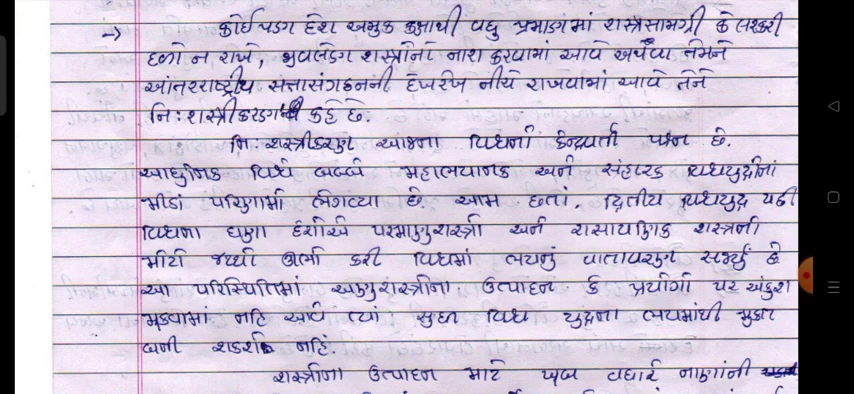 → કોઈપણ દેશ અમુક કક્ષાથી વધુ પ્રમાણમાં શસ્ત્રસામગ્રી કે લશ્કરી
દળો ન રાખે, શસ્ત્રોનો નાશ કરવામાં આવે અથવા તેમને
આંતરરાષ્ટ્રીય સત્તાસંગઠનની દેખરેખ નીચે રાખવામાં આવે તેને
નિ:શસ્ત્રીકરણ કહે છે.
નિ:શસ્ત્રીકરણ આજના વિશ્વનો કેન્દ્રવર્તી પ્રશ્ન છે.
આધુનિક વિશ્વે બબ્બે મહાભયાનક અને સંહારક વિશ્વયુદ્ધોનાં
મીઠાં પરિણામો ભોગવ્યા છે આમ છતાં, દ્વિતીય વિશ્વયુદ્ધ પછી
વિશ્વના ઘણા દેશોએ પરમાણુશસ્ત્રો અને રાસાયણિક શસ્ત્રની
મોટો જથ્થો ઊભો કરી વિશ્વમાં ભયનું વાતાવરણ સર્જ્યું છે
આ પરિસ્થિતિમાં અણુશસ્ત્રોના ઉત્પાદન કે પ્રયોગો પર અંકુશ
મૂકવામાં નહિ આવે ત્યાં સુધી વિશ્વ યુદ્ધના ભયમાંથી મુક્ત
બની શકશે નહિ.
શસ્ત્રોના ઉત્પાદન માટે ખૂબ વધારે નાણાંની